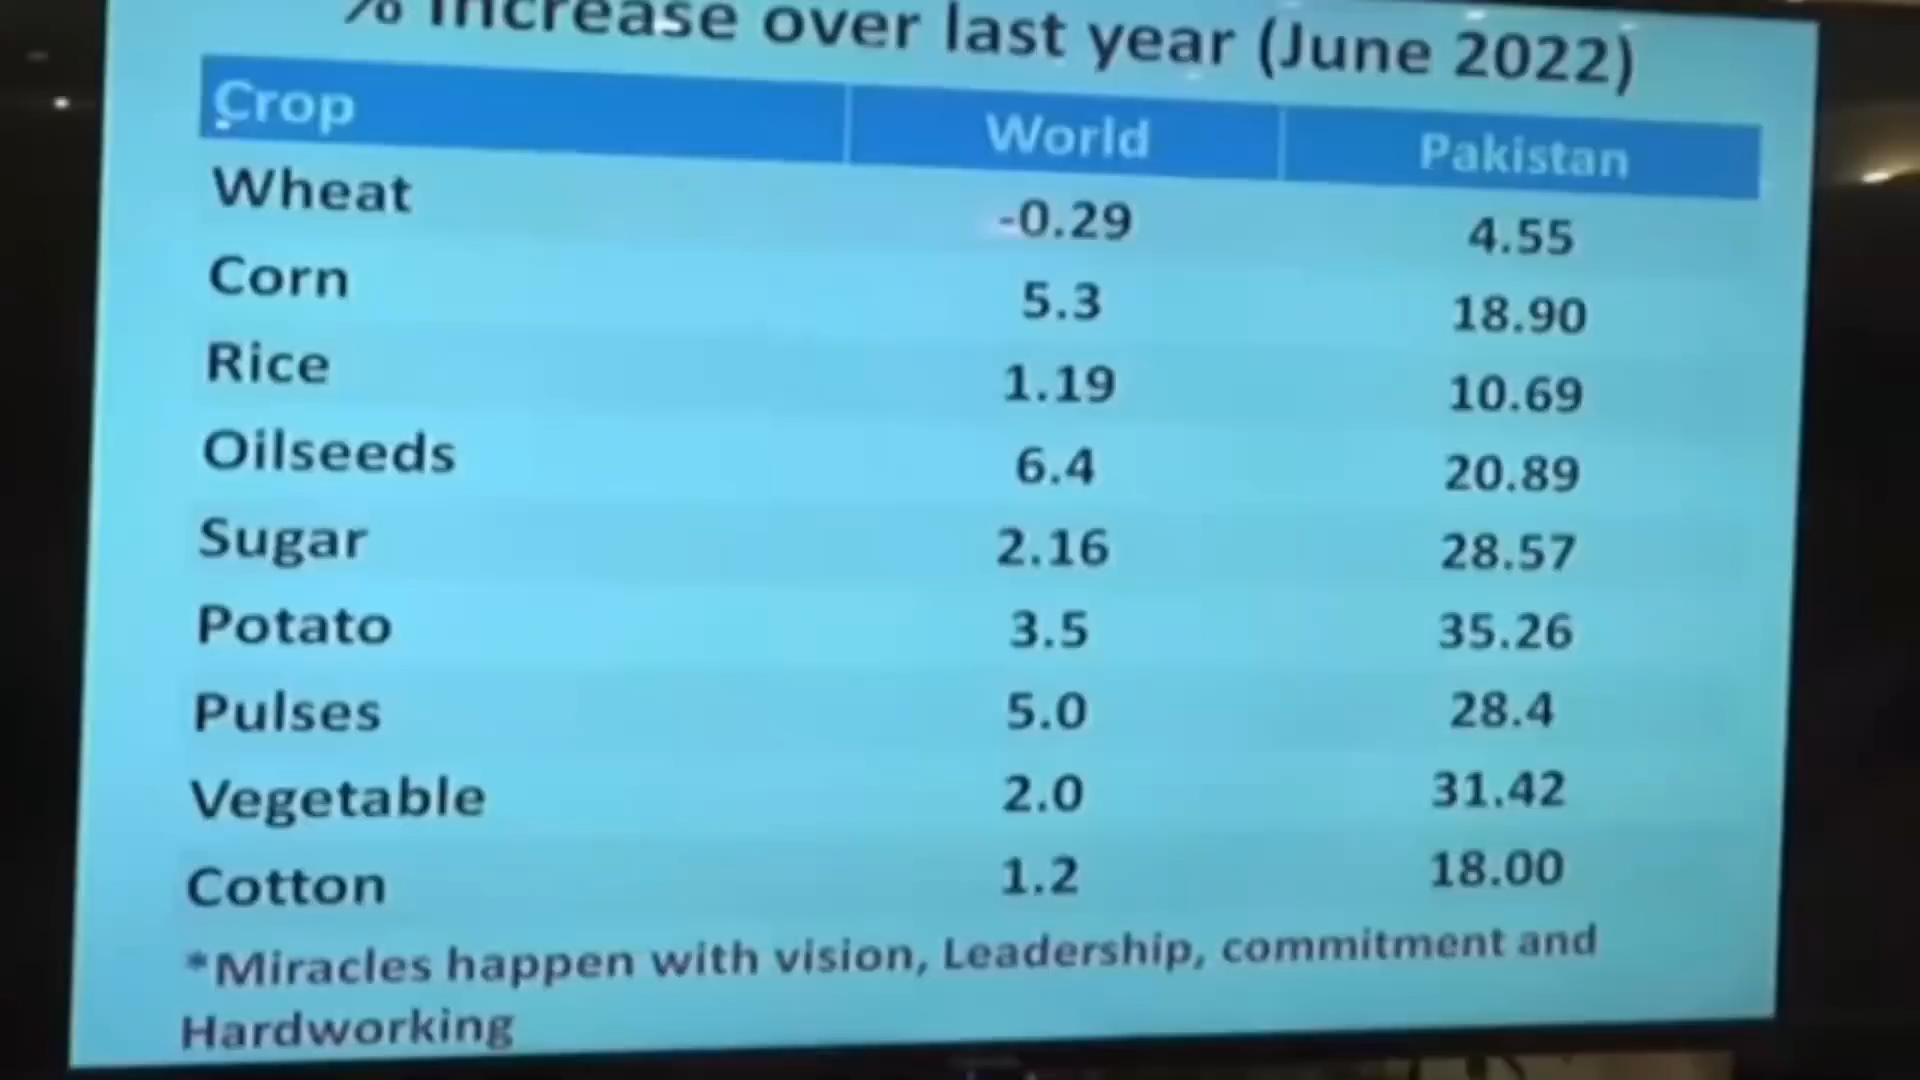 % Increase over last year (June 2022)
Crop World Pakistan
Wheat -0.29 4.55
Corn 5.3 18.90
Rice 1.19 10.69
Oilseeds 6.4 20.89
Sugar 2.16 28.57
Potato 3.5 35.26
Pulses 5.0 28.4
Vegetable 2.0 31.42
Cotton 1.2 18.00
*Miracles happen with vision, Leadership, commitment and
Hardworking